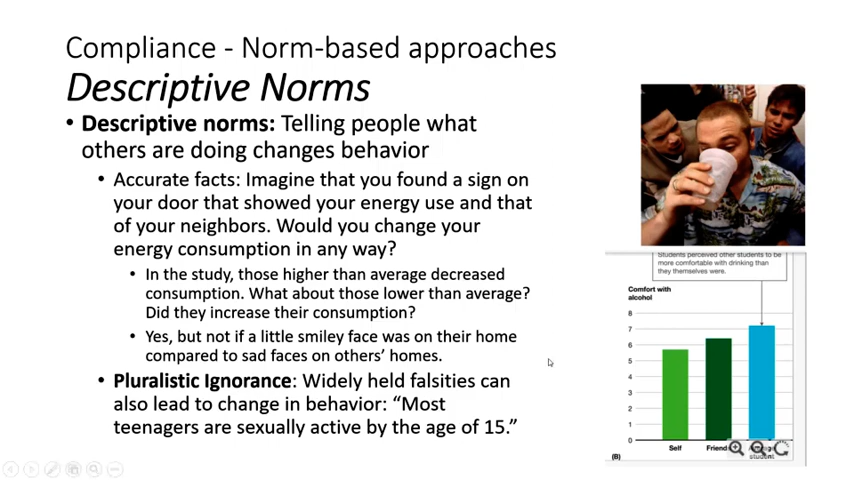 Compliance - Norm-based approaches
Descriptive Norms
• Descriptive norms: Telling people what
others are doing changes behavior
• Accurate facts: Imagine that you found a sign on
your door that showed your energy use and that
of your neighbors. Would you change your
energy consumption in any way?
• In the study, those higher than average decreased
consumption. What about those lower than average?
Did they increase their consumption?
• Yes, but not if a little smiley face was on their home
compared to sad faces on others’ homes.
• Pluralistic Ignorance: Widely held falsities can
also lead to change in behavior: “Most
teenagers are sexually active by the age of 15.”
Students perceived other students to be
more comfortable with drinking than
they themselves were.
Comfort with
alcohol
8
7
6
5
4
3
2
1
0
Self Friend
student
(B)